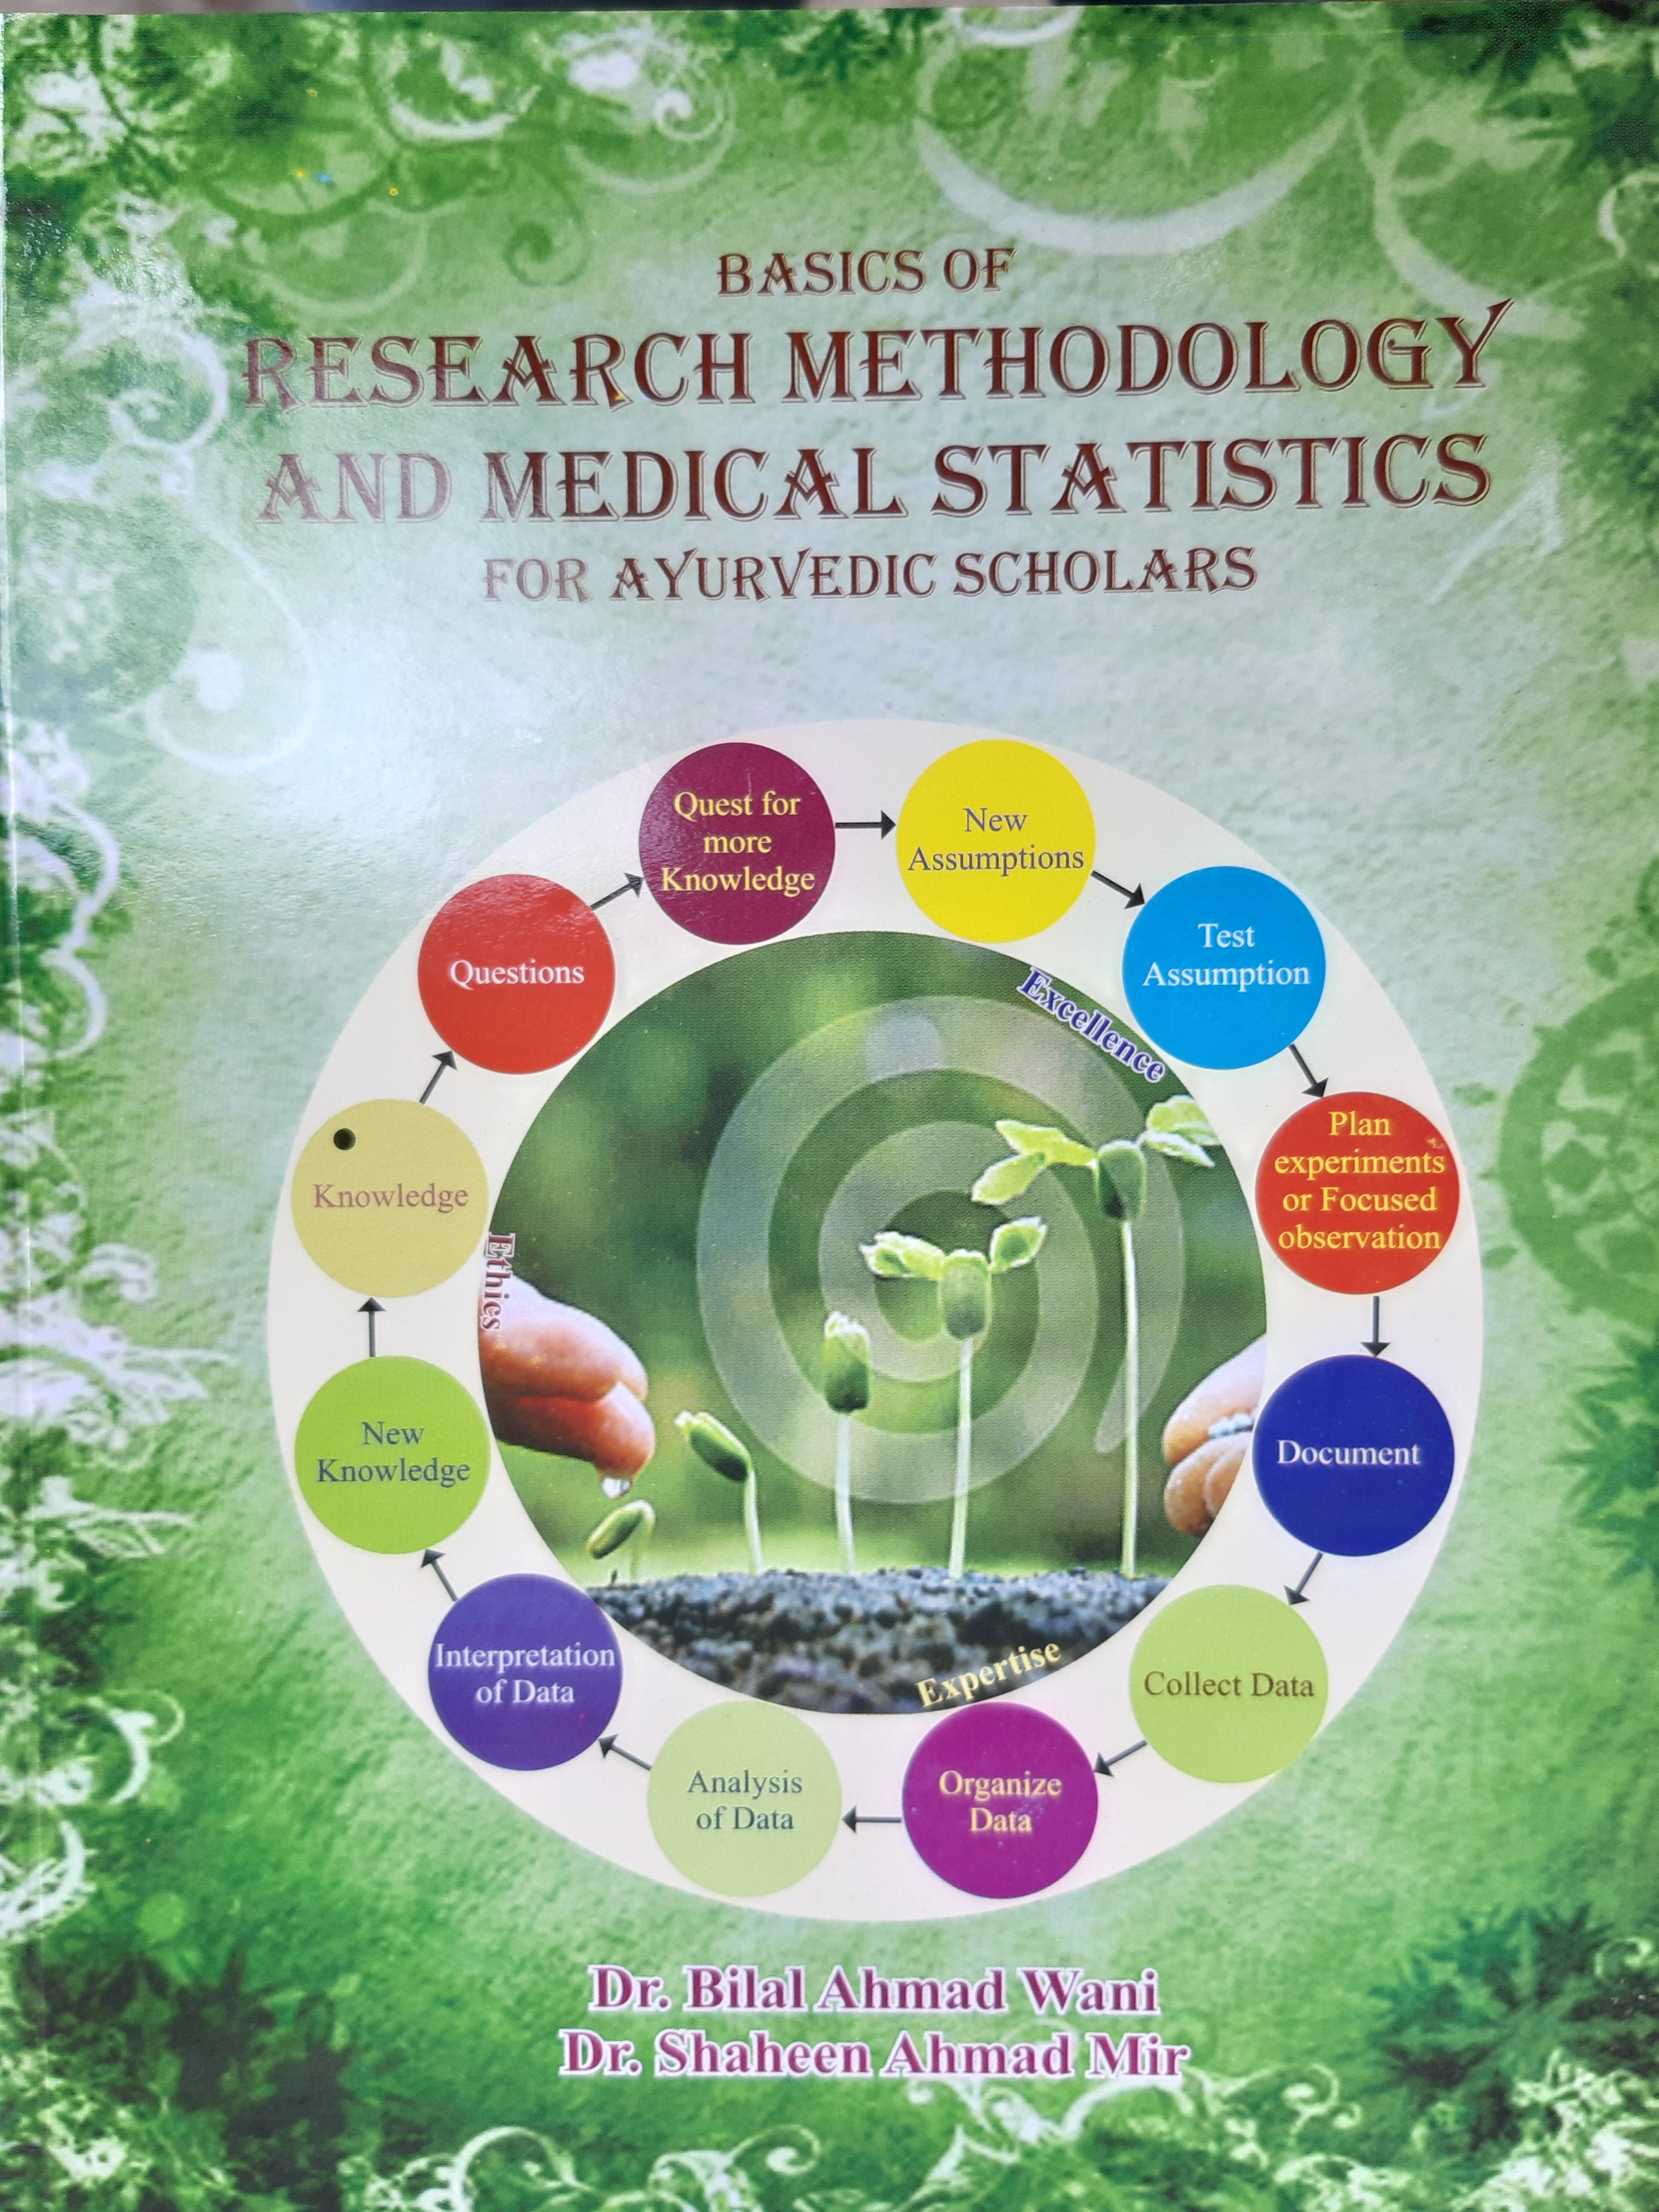 BASICS OF
RESEARCH METHODOLOGY
AND MEDICAL STATISTICS
FOR AYURVEDIC SCHOLARS
Quest for
more
Knowledge
New
Assumptions
Test
Assumption
Plan
experiments
or Focused
observation
Document
Collect Data
Organize
Data
Analysis
of Data
Interpretation
of Data
New
Knowledge
Knowledge
Questions
Excellence
Expertise
Ethics
Dr. Bilal Ahmad Wani
Dr. Shaheen Ahmad Mir